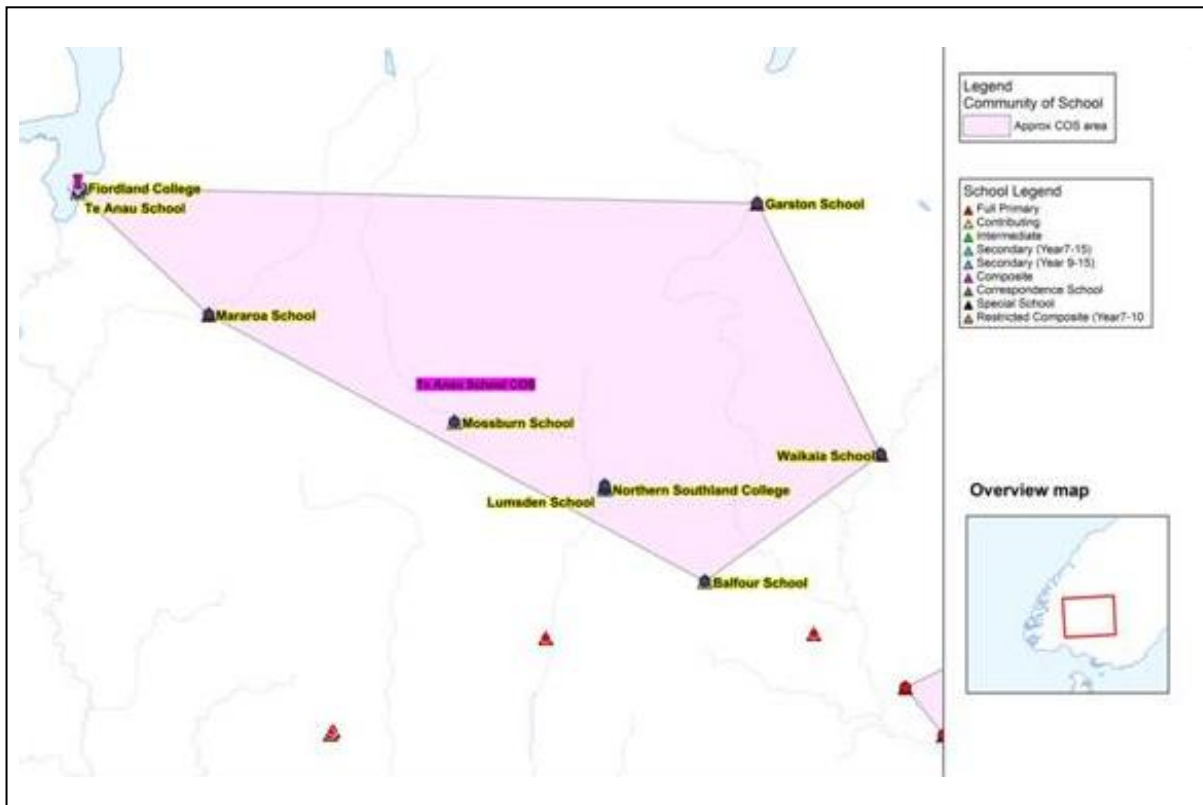 Fiordland College
Te Anau School
Garston School
Mararoa School
Te Anau School COS
Mossburn School
Waikaia School
Northern Southland College
Lumsden School
Balfour School
Legend
Community of School
Approx COS area
School Legend
Full Primary
Contributing
Intermediate
Secondary (Year7-15)
Secondary (Year 9-15)
Composite
Correspondence School
Special School
Restricted Composite (Year7-10
Overview map